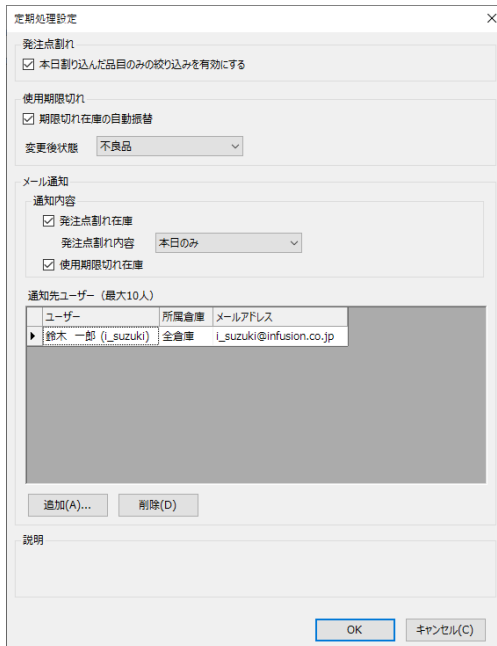 定期処理設定
発注点割れ
本日割り込んだ品目のみの絞り込みを有効にする
使用期限切れ
期限切れ在庫の自動振替
変更後状態 不良品
メール通知
通知内容
発注点割れ在庫
発注点割れ内容 本日のみ
使用期限切れ在庫
通知先ユーザー（最大10人）
ユーザー 所属倉庫 メールアドレス
鈴木 一郎 (i_suzuki) 全倉庫 i_suzuki@infusion.co.jp
追加(A)... 削除(D)
説明
OK キャンセル(C)